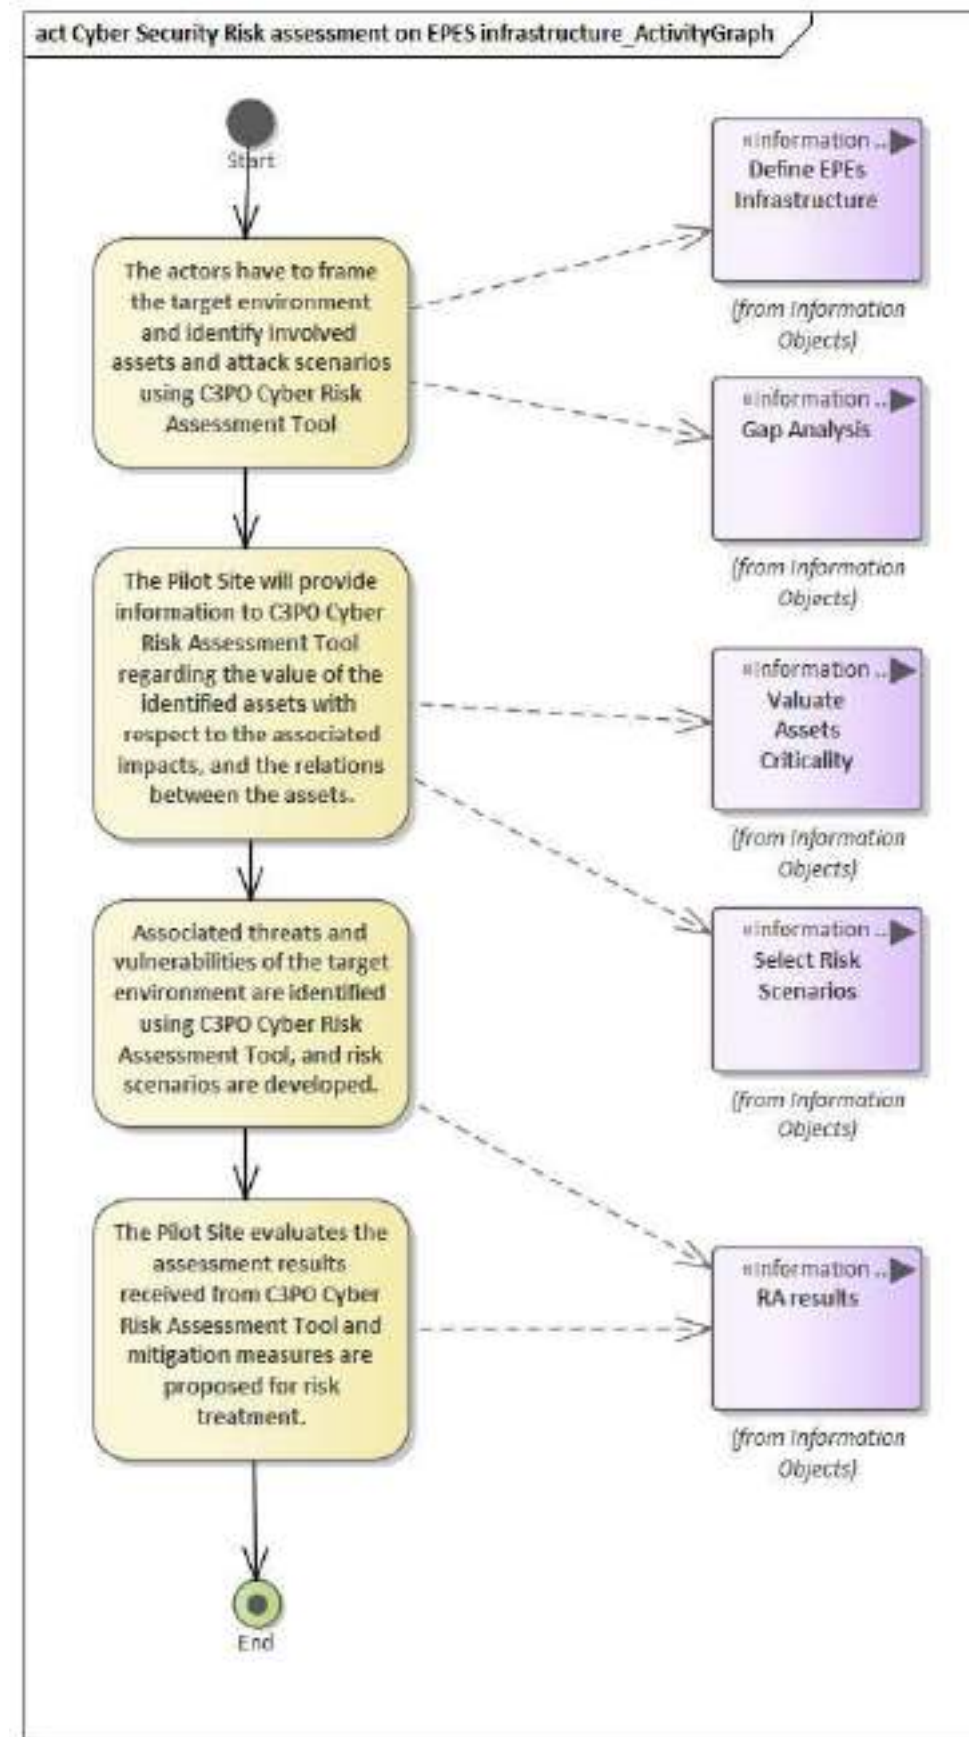 act Cyber Security Risk assessment on EPES infrastructure_ActivityGraph
Start
The actors have to frame
the target environment
and identify involved
assets and attack scenarios
using C3PO Cyber Risk
Assessment Tool
«Information ..
Define EPEs
Infrastructure
(from Information
Objects)
«Information ..
Gap Analysis
(from Information
Objects)
The Pilot Site will provide
information to C3PO Cyber
Risk Assessment Tool
regarding the value of the
identified assets with
respect to the associated
impacts, and the relations
between the assets.
«Information ..
Valuate
Assets
Criticality
(from Information
Objects)
Associated threats and
vulnerabilities of the target
environment are identified
using C3PO Cyber Risk
Assessment Tool, and risk
scenarios are developed.
«Information ..
Select Risk
Scenarios
(from Information
Objects)
The Pilot Site evaluates the
assessment results
received from C3PO Cyber
Risk Assessment Tool and
mitigation measures are
proposed for risk
treatment.
«Information ..
RA results
(from Information
Objects)
End